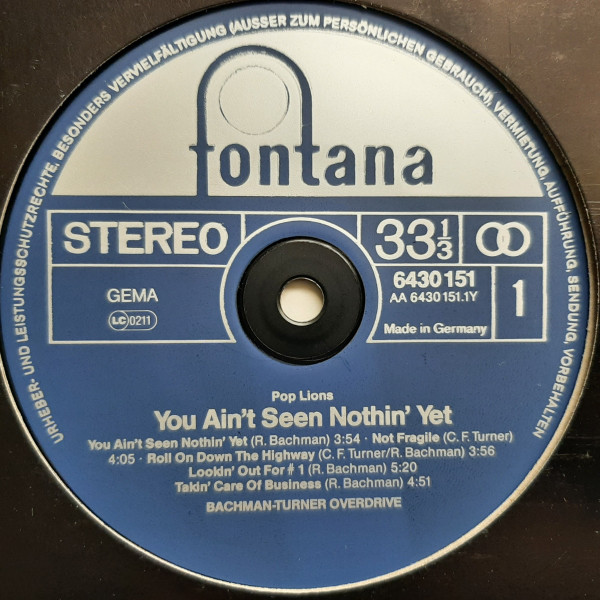 URHEBER- UND LEISTUNGSSCHUTZRECHTE, BESONDERS VERVIELFÄLTIGUNG (AUSSER ZUM PERSÖNLICHEN GEBRAUCH), VERMIETUNG, AUFFÜHRUNG, SENDUNG, VORBEHALTEN
fontana
STEREO
33 1/3
GEMA
LC 0211
6430 151
AA 6430 151.1Y
1
Made in Germany
Pop Lions
You Ain't Seen Nothin' Yet
You Ain't Seen Nothin' Yet (R. Bachman) 3:54 · Not Fragile (C. F. Turner)
4:05 · Roll On Down The Highway (C. F. Turner/R. Bachman) 3:56
Lookin' Out For # 1 (R. Bachman) 5:20
Takin' Care Of Business (R. Bachman) 4:51
BACHMAN-TURNER OVERDRIVE